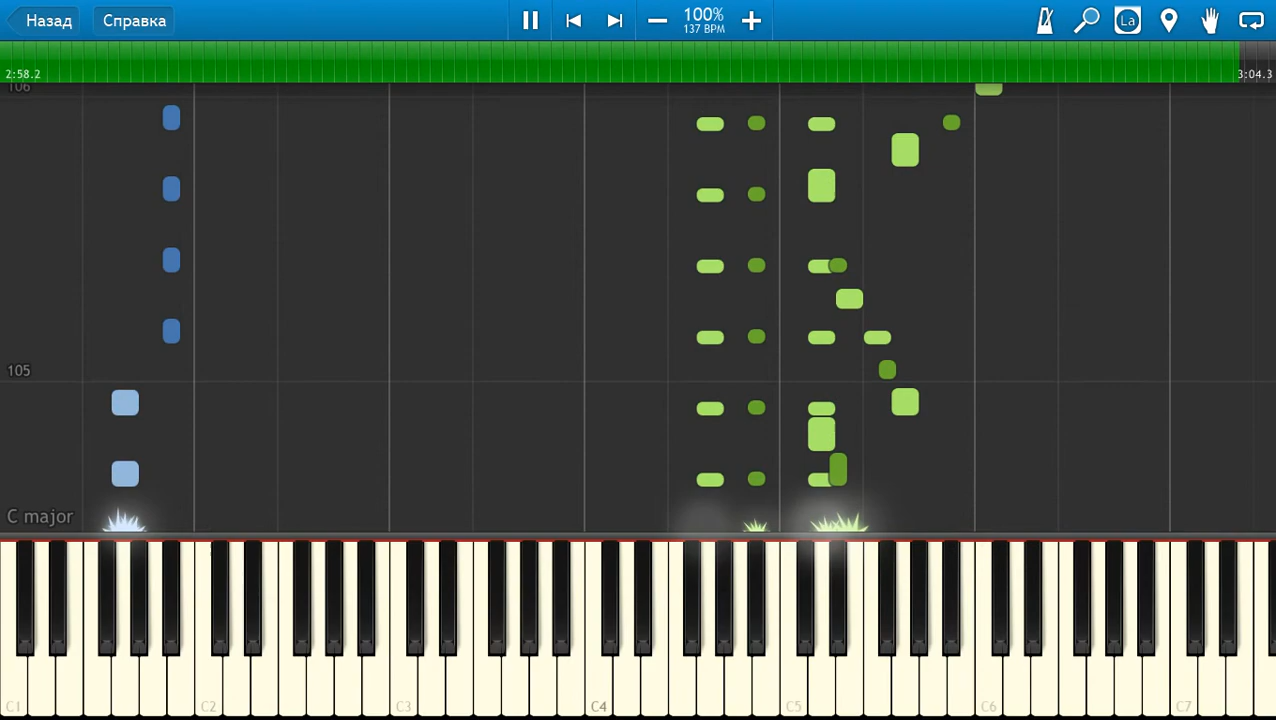 Назад
Справка
100%
137 BPM
La
2:58.2
3:04.3
106
105
C major
C1
C2
C3
C4
C5
C6
C7